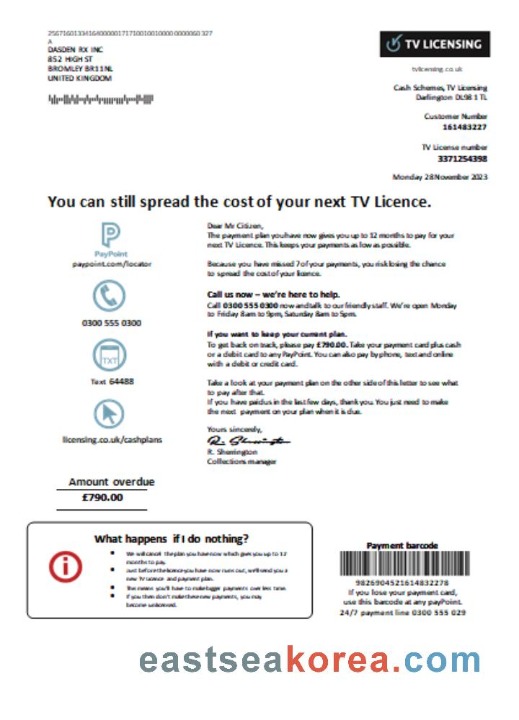 25671601334164000001717100100100000000060 327
A
DASDEN RX INC
852 HIGH ST
BROMLEY BR11NL
UNITED KINGDOM
TV LICENSING
tvlicensing.co.uk
Cash Schemes, TV Licensing
Darlington DL98 1 TL
Customer Number
161483227
TV License number
3371254398
Monday 28November 2023
You can still spread the cost of your next TV Licence.
PayPoint
paypoint.com/locator
0300 555 0300
TXT
Text 64488
licensing.co.uk/cashplans
Amount overdue
£790.00
Dear Mr Citizen,
The payment plan you have now gives you up to 12 months to pay for your
next TV Licence. This keeps your payments as low as possible.
Because you have missed 7 of your payments, you risk losing the chance
to spread the cost of your licence.
Call us now – we're here to help.
Call 0300 555 0300 now and talk to our friendly staff. We're open Monday
to Friday 8am to 9pm, Saturday 8am to 5pm.
If you want to keep your current plan.
To get back on track, please pay £790.00. Take your payment card plus cash
or a debit card to any PayPoint. You can also pay by phone, text and online
with a debit or credit card.
Take a look at your payment plan on the other side of this letter to see what
to pay after that.
If you have paid us in the last few days, thank you. You just need to make
the next payment on your plan when it is due.
Yours sincerely,
R. Sherrington
R. Sherrington
Collections manager
What happens if I do nothing?
We will cancel the plan you have now which gives you up to 12
months to pay.
Just before the licence you have now runs out, we'll send you a
new TV Licence and payment plan.
This means you'll have to make bigger payments over less time.
If you then don't make these new payments, you may
become unlicensed.
Payment barcode
9826904521614832278
If you lose your payment card,
use this barcode at any payPoint.
24/7 payment line 0300 555 029
eastseakorea.com